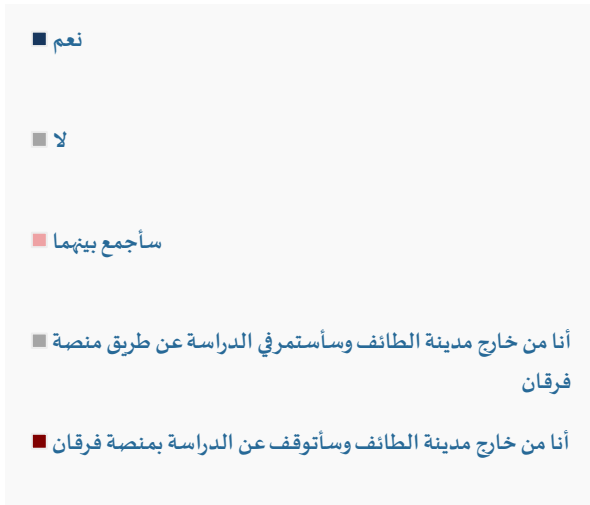 نعم
لا
سأجمع بينهما
أنا من خارج مدينة الطائف وسأستمر في الدراسة عن طريق منصة
فرقان
أنا من خارج مدينة الطائف وسأتوقف عن الدراسة بمنصة فرقان